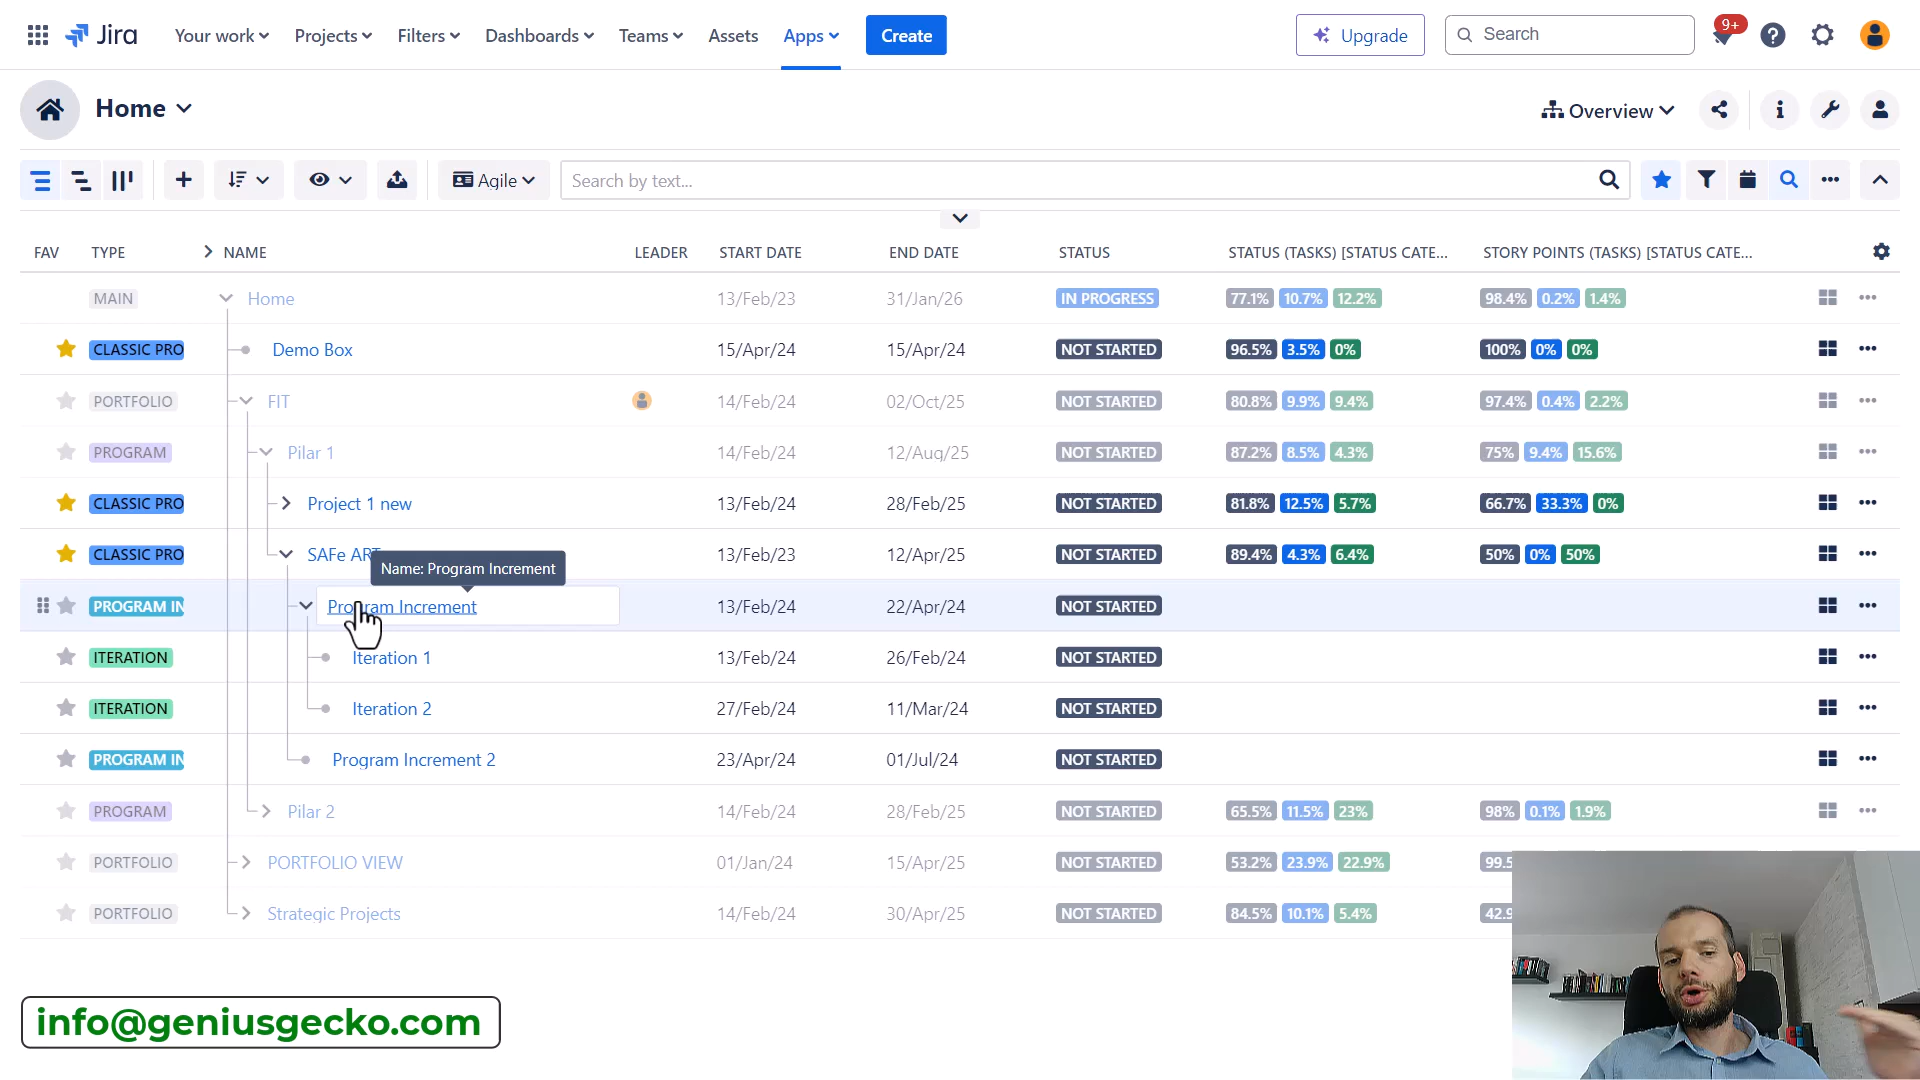 Jira Your work Projects Filters Dashboards Teams Assets Apps Create Upgrade Search 9+
Home Overview
Agile Search by text...
FAV TYPE NAME LEADER START DATE END DATE STATUS STATUS (TASKS) [STATUS CATE... STORY POINTS (TASKS) [STATUS CATE...
MAIN Home 13/Feb/23 31/Jan/26 IN PROGRESS 77.1% 10.7% 12.2% 98.4% 0.2% 1.4%
CLASSIC PRO Demo Box 15/Apr/24 15/Apr/24 NOT STARTED 96.5% 3.5% 0% 100% 0% 0%
PORTFOLIO FIT 14/Feb/24 02/Oct/25 NOT STARTED 80.8% 9.9% 9.4% 97.4% 0.4% 2.2%
PROGRAM Pilar 1 14/Feb/24 12/Aug/25 NOT STARTED 87.2% 8.5% 4.3% 75% 9.4% 15.6%
CLASSIC PRO Project 1 new 13/Feb/24 28/Feb/25 NOT STARTED 81.8% 12.5% 5.7% 66.7% 33.3% 0%
CLASSIC PRO SAFe ART 13/Feb/23 12/Apr/25 NOT STARTED 89.4% 4.3% 6.4% 50% 0% 50%
Name: Program Increment
PROGRAM IN Program Increment 13/Feb/24 22/Apr/24 NOT STARTED
ITERATION Iteration 1 13/Feb/24 26/Feb/24 NOT STARTED
ITERATION Iteration 2 27/Feb/24 11/Mar/24 NOT STARTED
PROGRAM IN Program Increment 2 23/Apr/24 01/Jul/24 NOT STARTED
PROGRAM Pilar 2 14/Feb/24 28/Feb/25 NOT STARTED 65.5% 11.5% 23% 98% 0.1% 1.9%
PORTFOLIO PORTFOLIO VIEW 01/Jan/24 15/Apr/25 NOT STARTED 53.2% 23.9% 22.9% 99.5
PORTFOLIO Strategic Projects 14/Feb/24 30/Apr/25 NOT STARTED 84.5% 10.1% 5.4% 42.9
info@geniusgecko.com